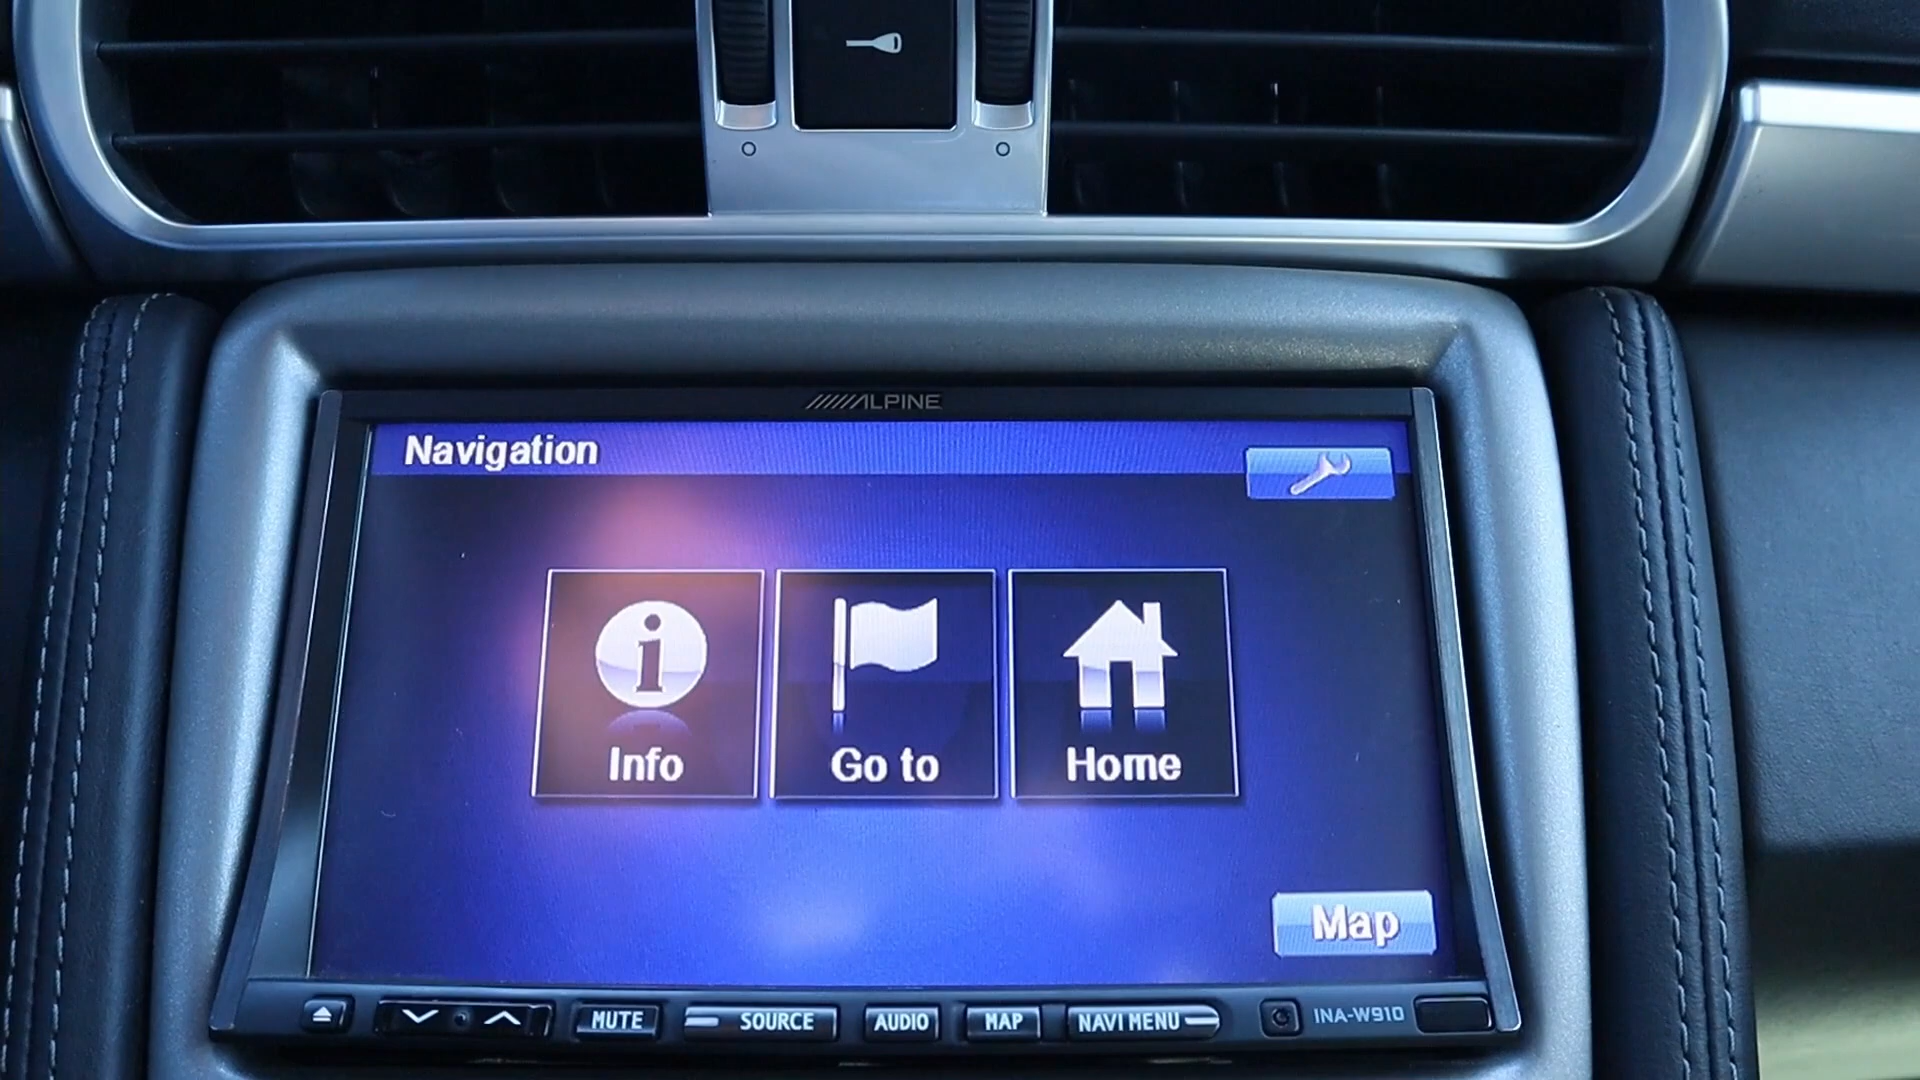 ALPINE
Navigation
Info
Go to
Home
Map
MUTE
SOURCE
AUDIO
MAP
NAVI MENU
INA-W910